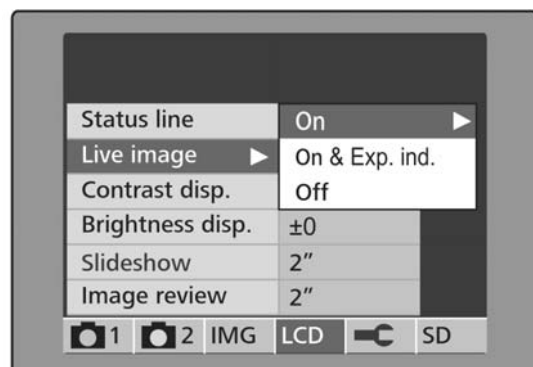 Status line On
Live image On & Exp. ind.
Contrast disp. Off
Brightness disp. ±0
Slideshow 2”
Image review 2”
1 2 IMG LCD SD